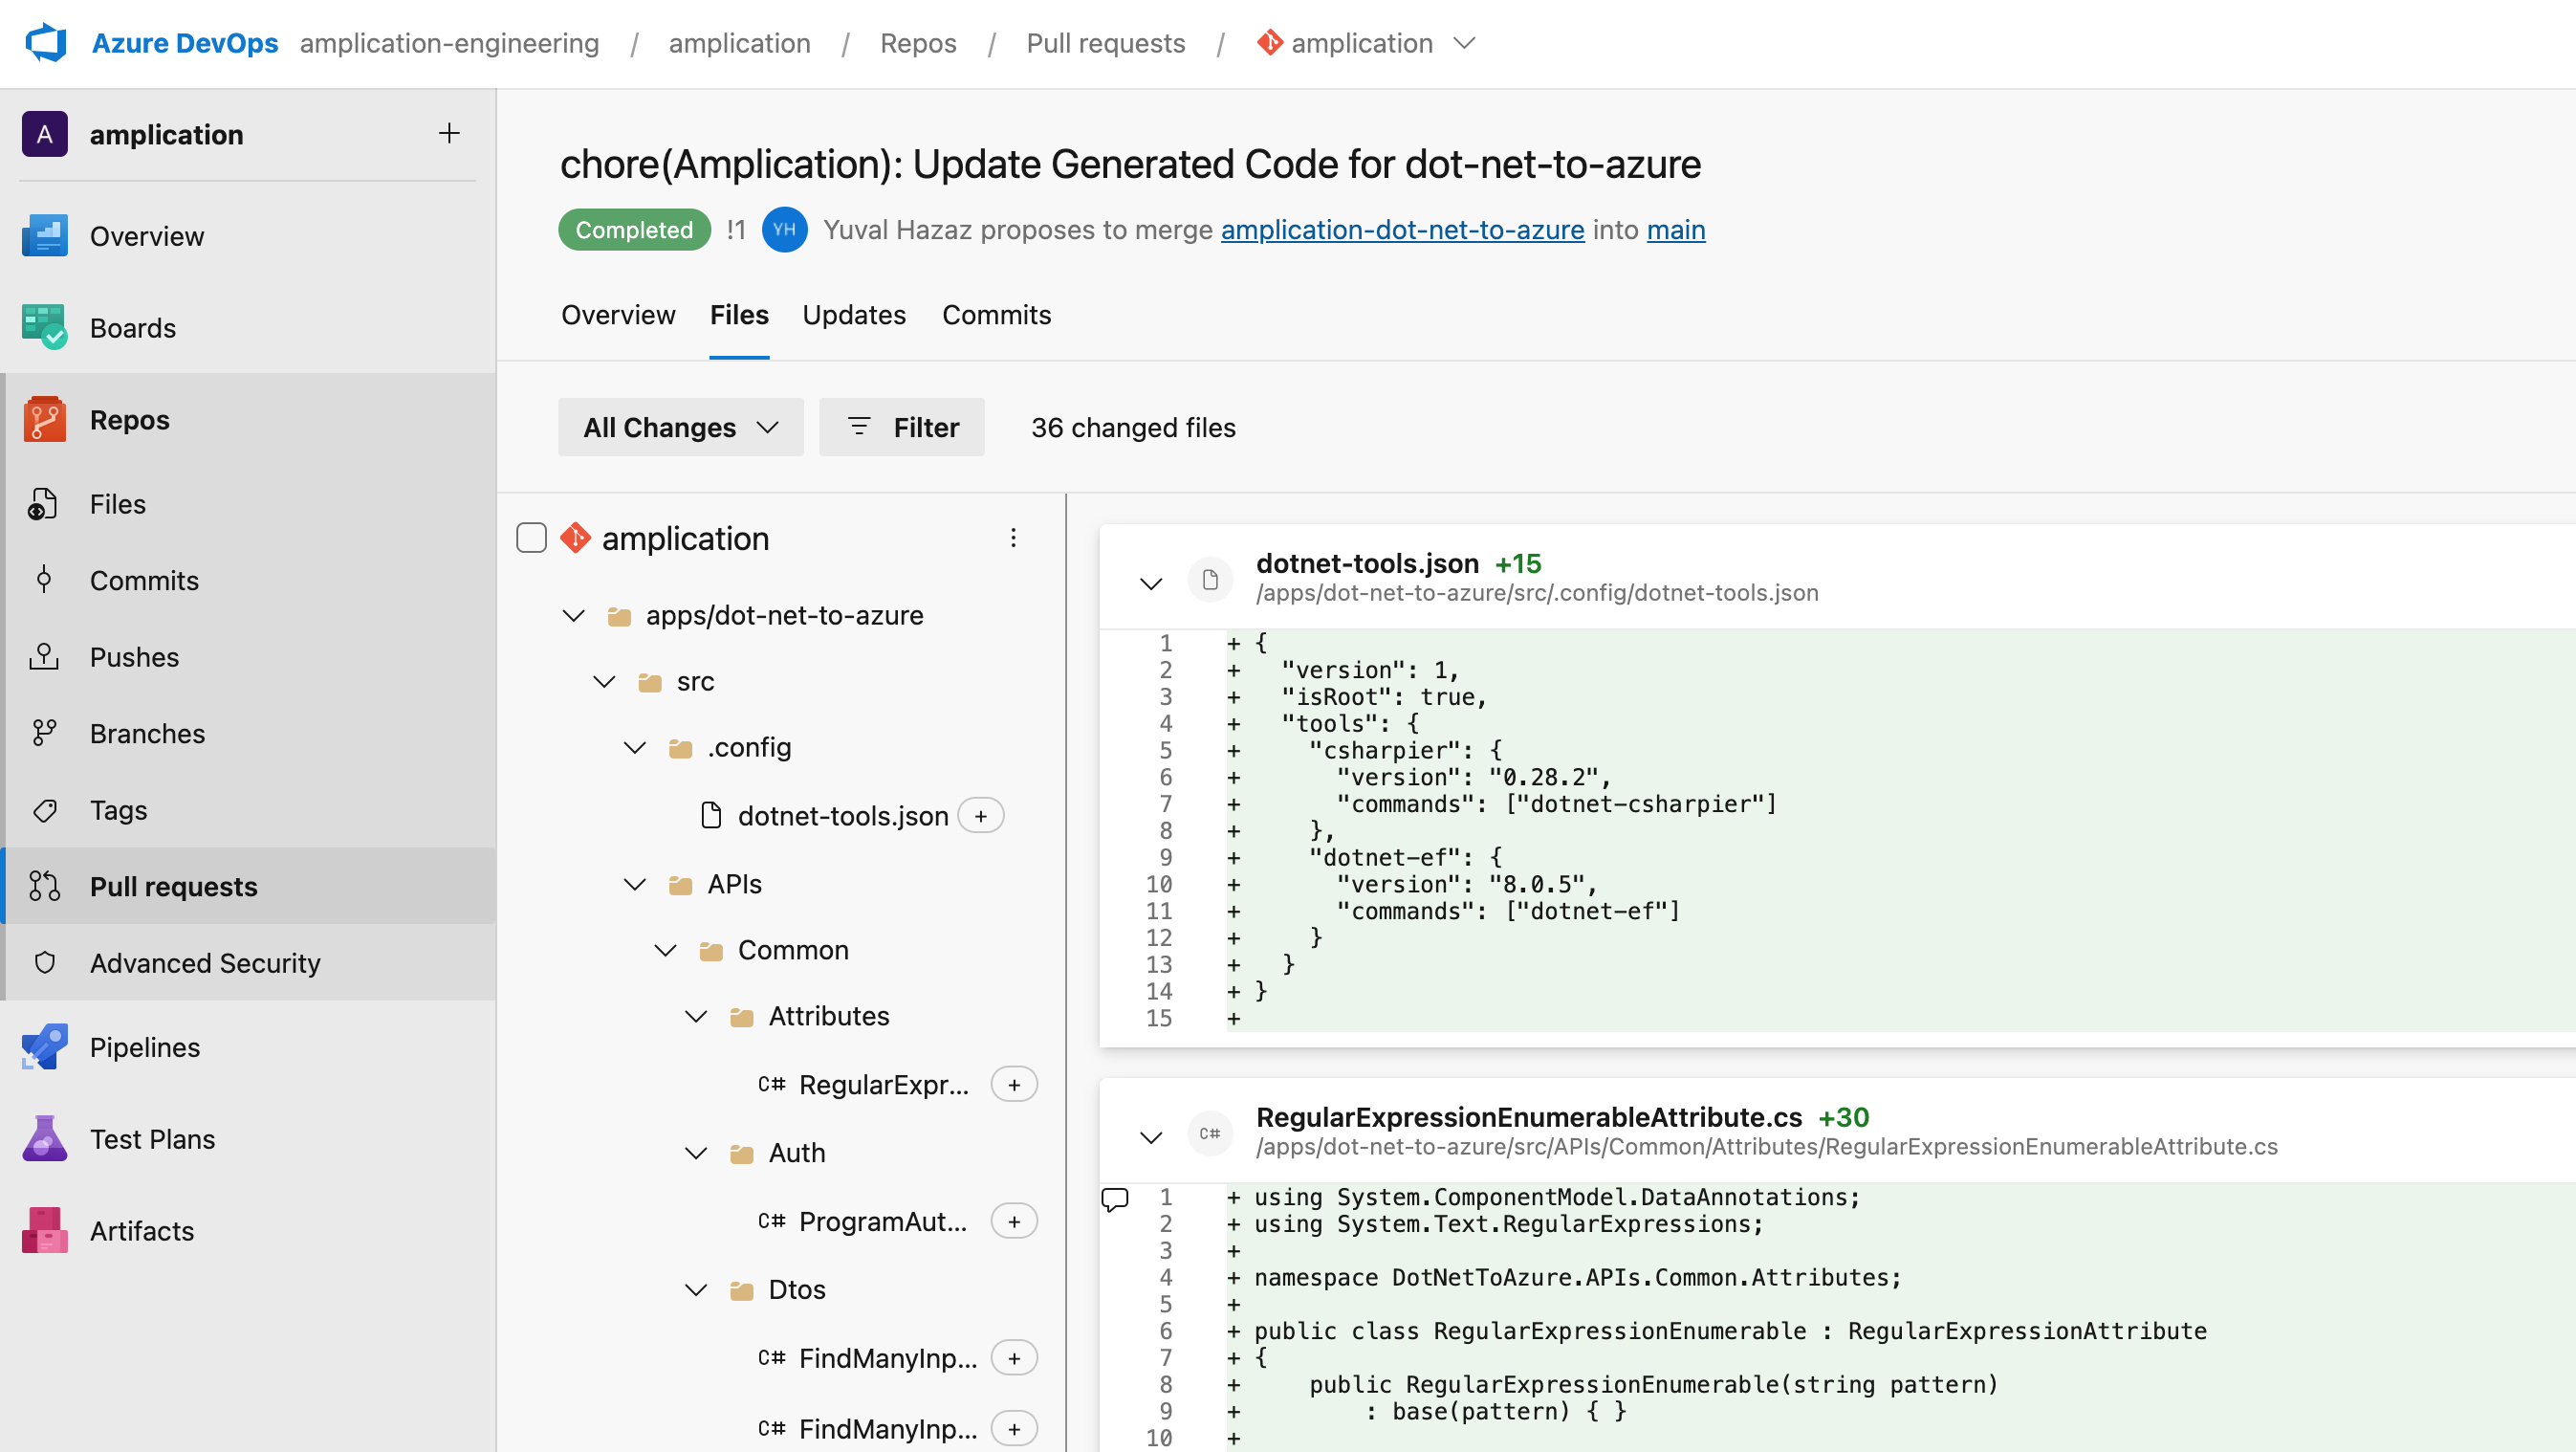 Azure DevOps amplication-engineering / amplication / Repos / Pull requests / amplication
A amplication +
Overview
Boards
Repos
Files
Commits
Pushes
Branches
Tags
Pull requests
Advanced Security
Pipelines
Test Plans
Artifacts
chore(Amplication): Update Generated Code for dot-net-to-azure
Completed !1 YH Yuval Hazaz proposes to merge amplication-dot-net-to-azure into main
Overview Files Updates Commits
All Changes Filter 36 changed files
amplication
apps/dot-net-to-azure
src
.config
dotnet-tools.json +
APIs
Common
Attributes
C# RegularExpr... +
Auth
C# ProgramAut... +
Dtos
C# FindManyInp... +
C# FindManyInp... +
dotnet-tools.json +15
/apps/dot-net-to-azure/src/.config/dotnet-tools.json
1 + {
2 +   "version": 1,
3 +   "isRoot": true,
4 +   "tools": {
5 +     "csharpier": {
6 +       "version": "0.28.2",
7 +       "commands": ["dotnet-csharpier"]
8 +     },
9 +     "dotnet-ef": {
10 +       "version": "8.0.5",
11 +       "commands": ["dotnet-ef"]
12 +     }
13 +   }
14 + }
15 +
C# RegularExpressionEnumerableAttribute.cs +30
/apps/dot-net-to-azure/src/APIs/Common/Attributes/RegularExpressionEnumerableAttribute.cs
1 + using System.ComponentModel.DataAnnotations;
2 + using System.Text.RegularExpressions;
3 +
4 + namespace DotNetToAzure.APIs.Common.Attributes;
5 +
6 + public class RegularExpressionEnumerable : RegularExpressionAttribute
7 + {
8 +     public RegularExpressionEnumerable(string pattern)
9 +         : base(pattern) { }
10 +